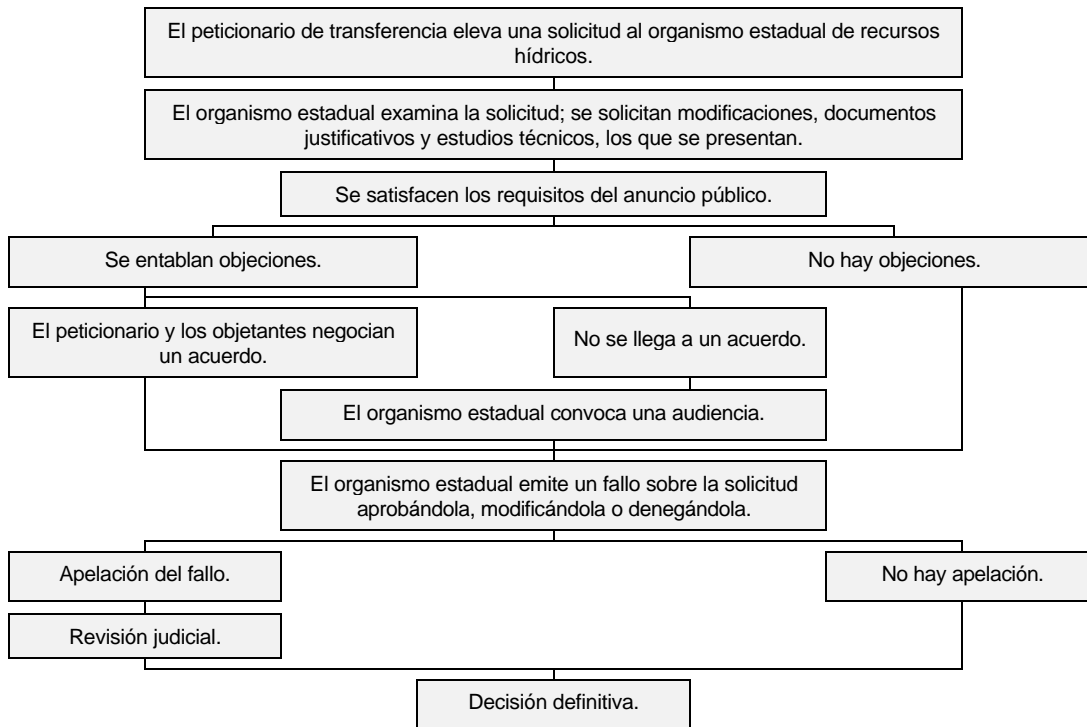 El peticionario de transferencia eleva una solicitud al organismo estadual de recursos
hídricos.
El organismo estadual examina la solicitud; se solicitan modificaciones, documentos
justificativos y estudios técnicos, los que se presentan.
Se satisfacen los requisitos del anuncio público.
Se entablan objeciones.
No hay objeciones.
El peticionario y los objetantes negocian
un acuerdo.
No se llega a un acuerdo.
El organismo estadual convoca una audiencia.
El organismo estadual emite un fallo sobre la solicitud
aprobándola, modificándola o denegándola.
Apelación del fallo.
No hay apelación.
Revisión judicial.
Decisión definitiva.